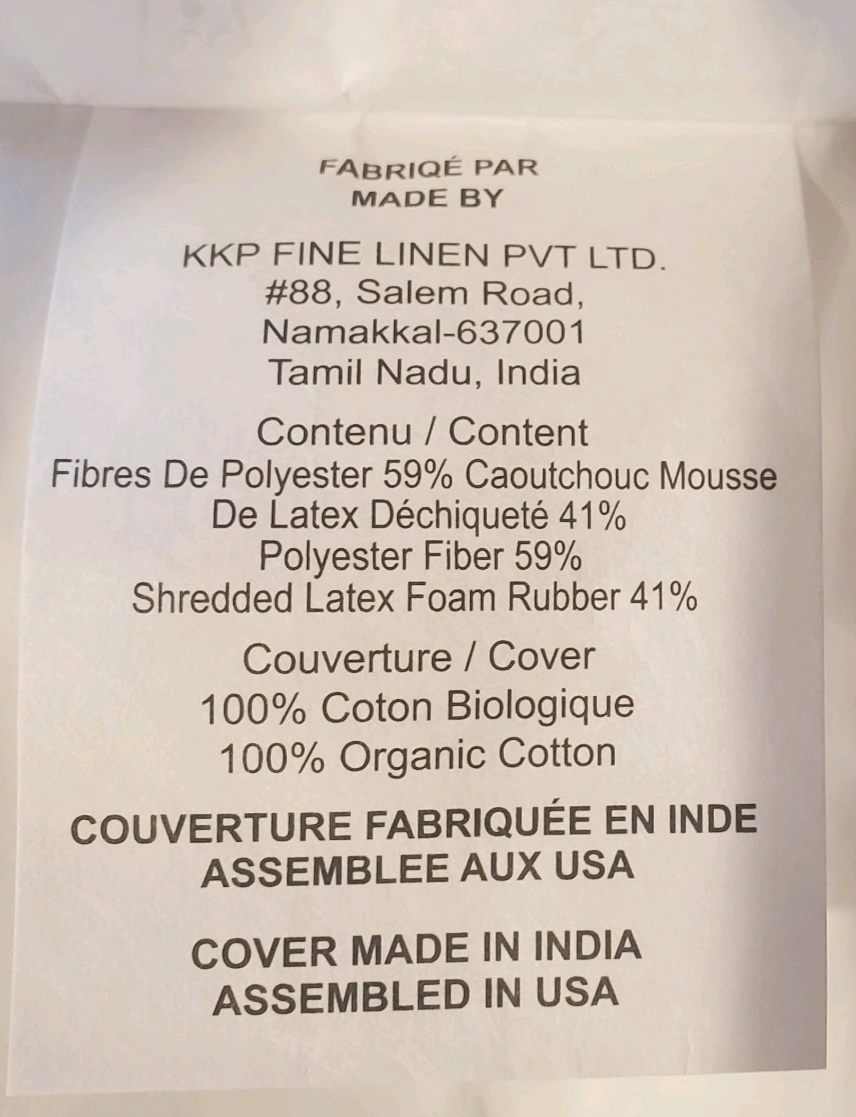 FABRIQÉ PAR
MADE BY
KKP FINE LINEN PVT LTD.
#88, Salem Road,
Namakkal-637001
Tamil Nadu, India
Contenu / Content
Fibres De Polyester 59% Caoutchouc Mousse
De Latex Déchiqueté 41%
Polyester Fiber 59%
Shredded Latex Foam Rubber 41%
Couverture / Cover
100% Coton Biologique
100% Organic Cotton
COUVERTURE FABRIQUÉE EN INDE
ASSEMBLEE AUX USA
COVER MADE IN INDIA
ASSEMBLED IN USA